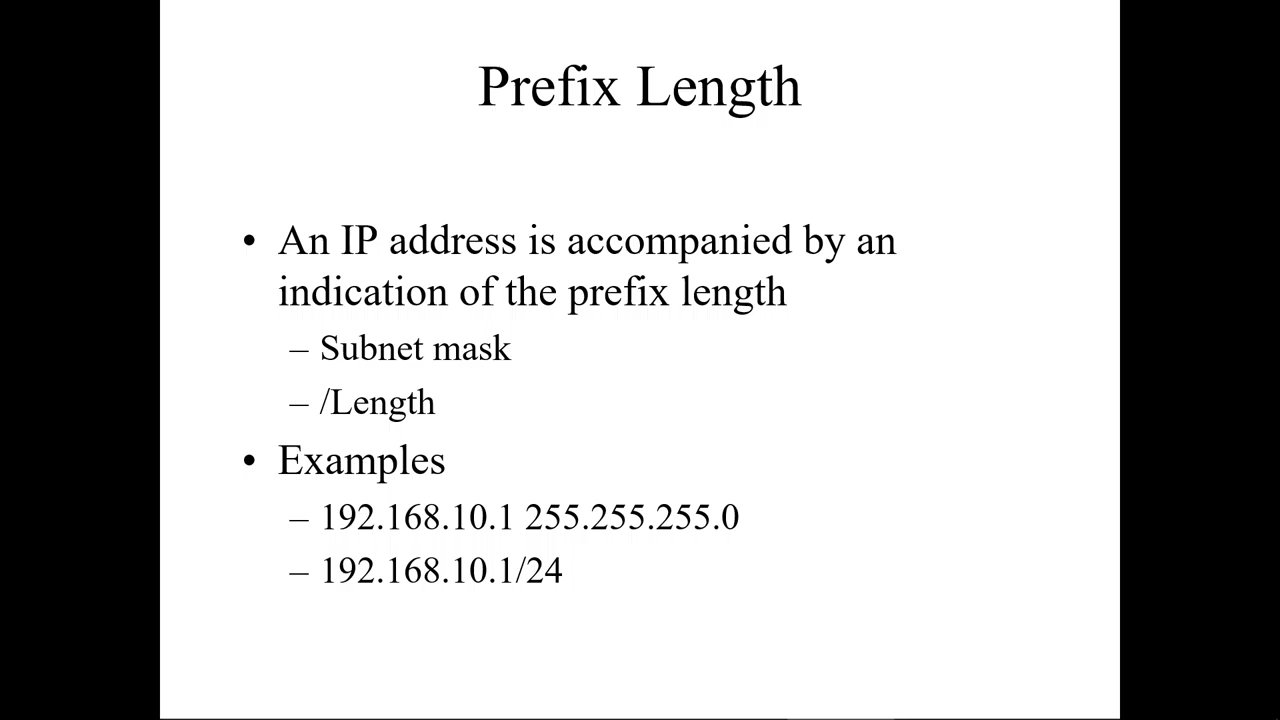 Prefix Length
• An IP address is accompanied by an
indication of the prefix length
– Subnet mask
– /Length
• Examples
– 192.168.10.1 255.255.255.0
– 192.168.10.1/24